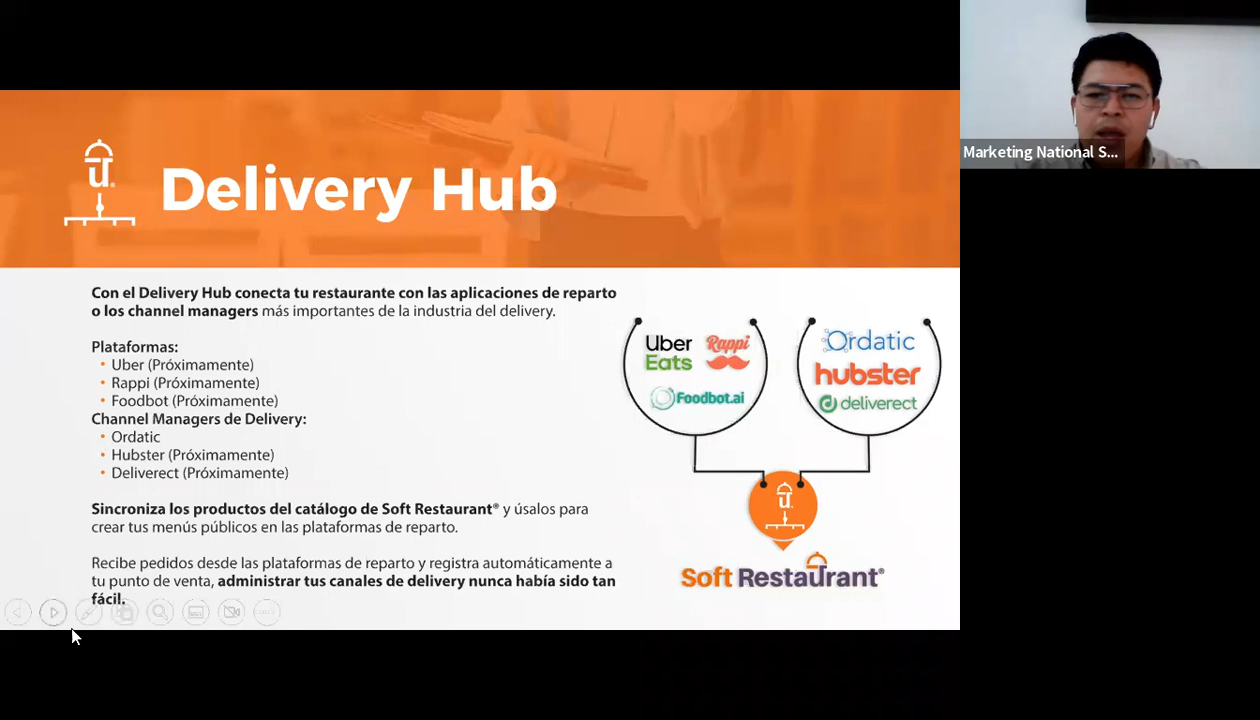 Delivery Hub
Marketing National S...
Con el Delivery Hub conecta tu restaurante con las aplicaciones de reparto
o los channel managers más importantes de la industria del delivery.
Plataformas:
• Uber (Próximamente)
• Rappi (Próximamente)
• Foodbot (Próximamente)
Channel Managers de Delivery:
• Ordatic
• Hubster (Próximamente)
• Deliverect (Próximamente)
Sincroniza los productos del catálogo de Soft Restaurant® y úsalos para
crear tus menús públicos en las plataformas de reparto.
Recibe pedidos desde las plataformas de reparto y registra automáticamente a
tu punto de venta, administrar tus canales de delivery nunca había sido tan
fácil.
Uber
Eats
Rappi
Foodbot.ai
Ordatic
hubster
deliverect
Soft Restaurant®